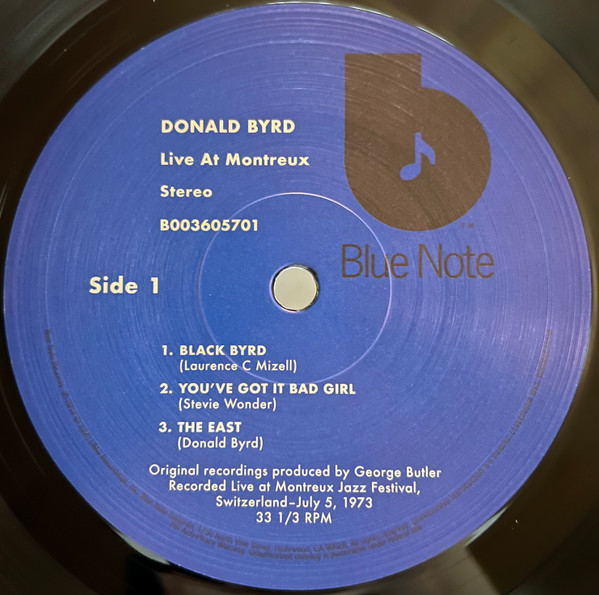 DONALD BYRD
Live At Montreux
Stereo
B003605701
Blue Note
™
Side 1
1. BLACK BYRD
(Laurence C Mizell)
2. YOU'VE GOT IT BAD GIRL
(Stevie Wonder)
3. THE EAST
(Donald Byrd)
Original recordings produced by George Butler
Recorded Live at Montreux Jazz Festival,
Switzerland–July 5, 1973
33 1/3 RPM